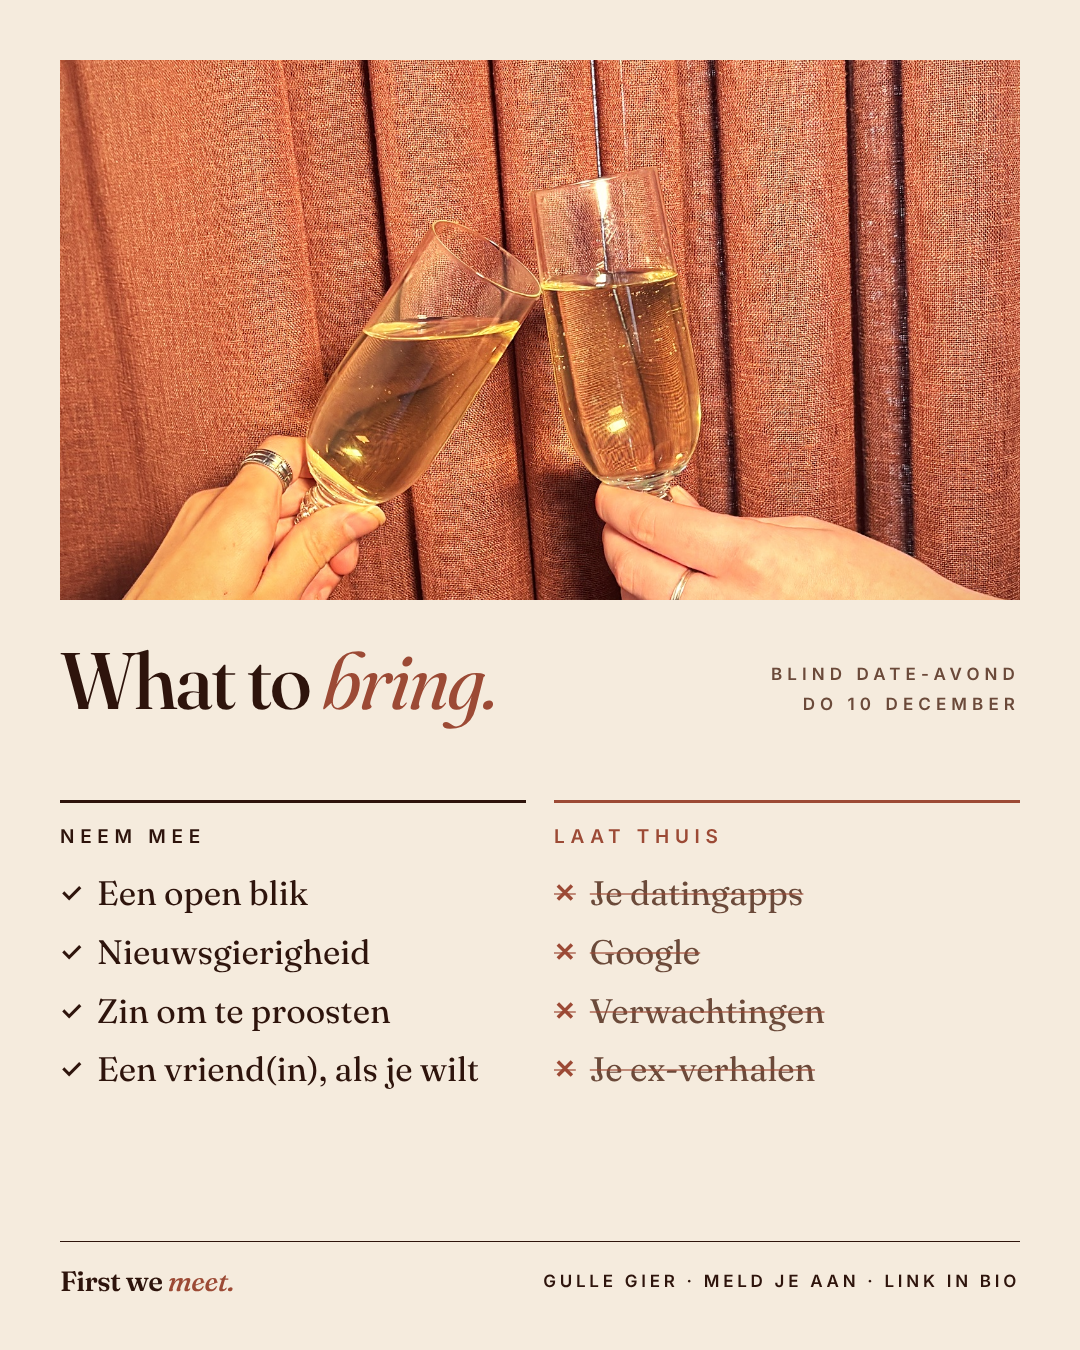 What to bring.
BLIND DATE-AVOND
DO 10 DECEMBER
NEEM MEE
✓ Een open blik
✓ Nieuwsgierigheid
✓ Zin om te proosten
✓ Een vriend(in), als je wilt
LAAT THUIS
✕ Je datingapps
✕ Google
✕ Verwachtingen
✕ Je ex-verhalen
First we meet.
GULLE GIER · MELD JE AAN · LINK IN BIO